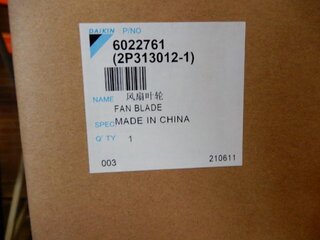 DAIKIN P/NO
6022761
(2P313012-1)
NAME 风扇叶轮
FAN BLADE
SPEC MADE IN CHINA
Q'TY 1
003 210611